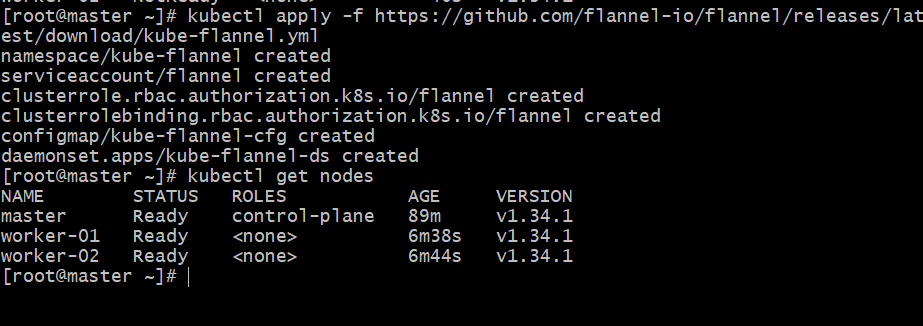 [root@master ~]# kubectl apply -f https://github.com/flannel-io/flannel/releases/lat
est/download/kube-flannel.yml
namespace/kube-flannel created
serviceaccount/flannel created
clusterrole.rbac.authorization.k8s.io/flannel created
clusterrolebinding.rbac.authorization.k8s.io/flannel created
configmap/kube-flannel-cfg created
daemonset.apps/kube-flannel-ds created
[root@master ~]# kubectl get nodes
NAME STATUS ROLES AGE VERSION
master Ready control-plane 89m v1.34.1
worker-01 Ready <none> 6m38s v1.34.1
worker-02 Ready <none> 6m44s v1.34.1
[root@master ~]#